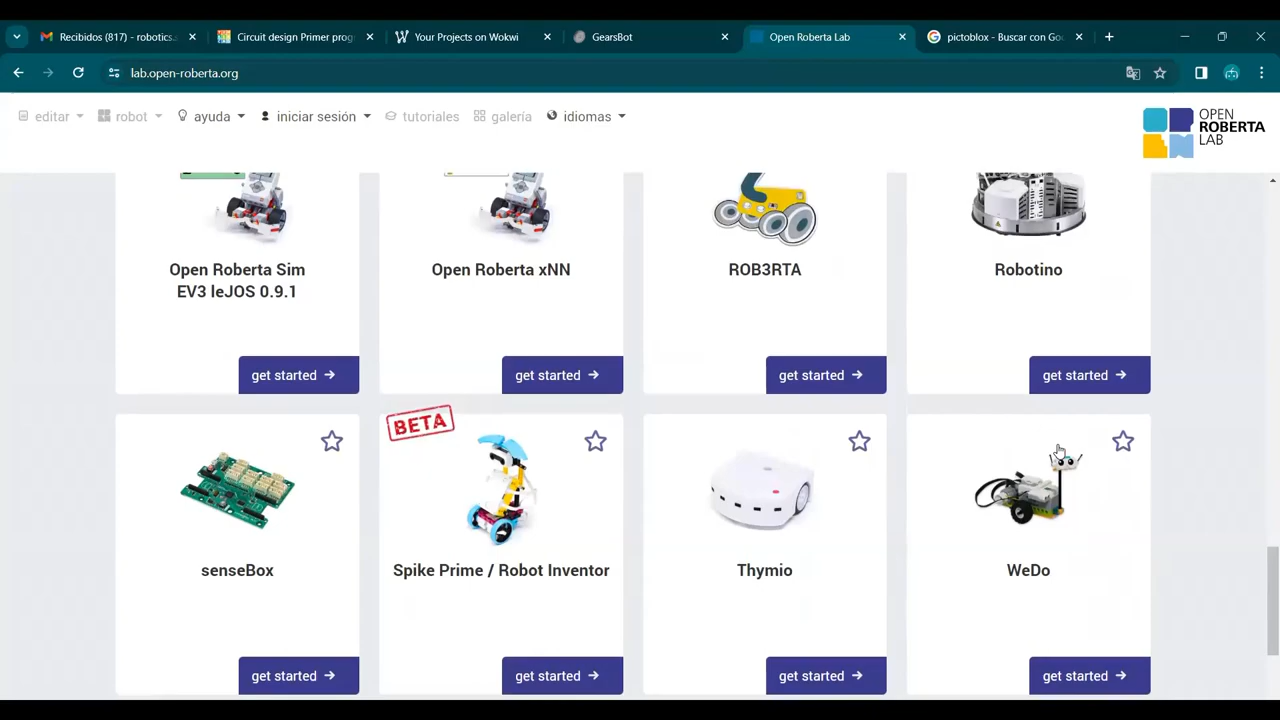 Recibidos (817) - robotics.
Circuit design Primer prog
Your Projects on Wokwi
GearsBot
Open Roberta Lab
pictoblox - Buscar con Goo
lab.open-roberta.org
editar
robot
ayuda
iniciar sesión
tutoriales
galería
idiomas
OPEN
ROBERTA
LAB
Open Roberta Sim
EV3 leJOS 0.9.1
Open Roberta xNN
ROB3RTA
Robotino
get started
get started
get started
get started
BETA
senseBox
Spike Prime / Robot Inventor
Thymio
WeDo
get started
get started
get started
get started